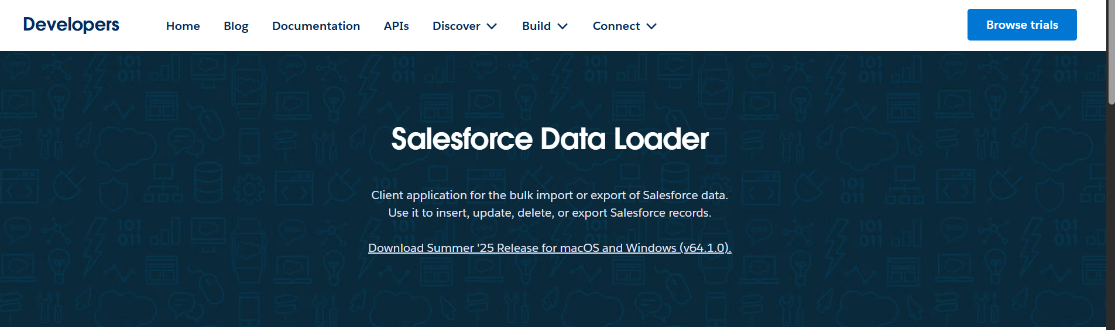 Developers Home Blog Documentation APIs Discover Build Connect Browse trials
Salesforce Data Loader
Client application for the bulk import or export of Salesforce data.
Use it to insert, update, delete, or export Salesforce records.
Download Summer '25 Release for macOS and Windows (v64.1.0).